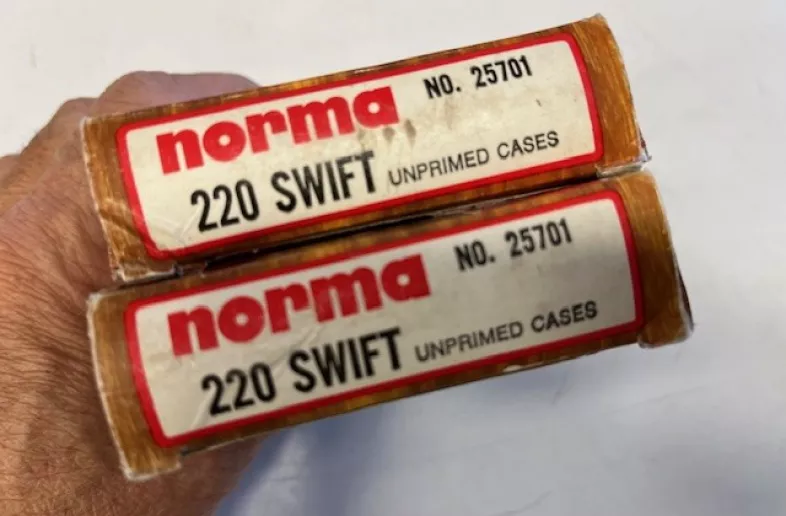 norma NO. 25701
220 SWIFT UNPRIMED CASES
norma NO. 25701
220 SWIFT UNPRIMED CASES